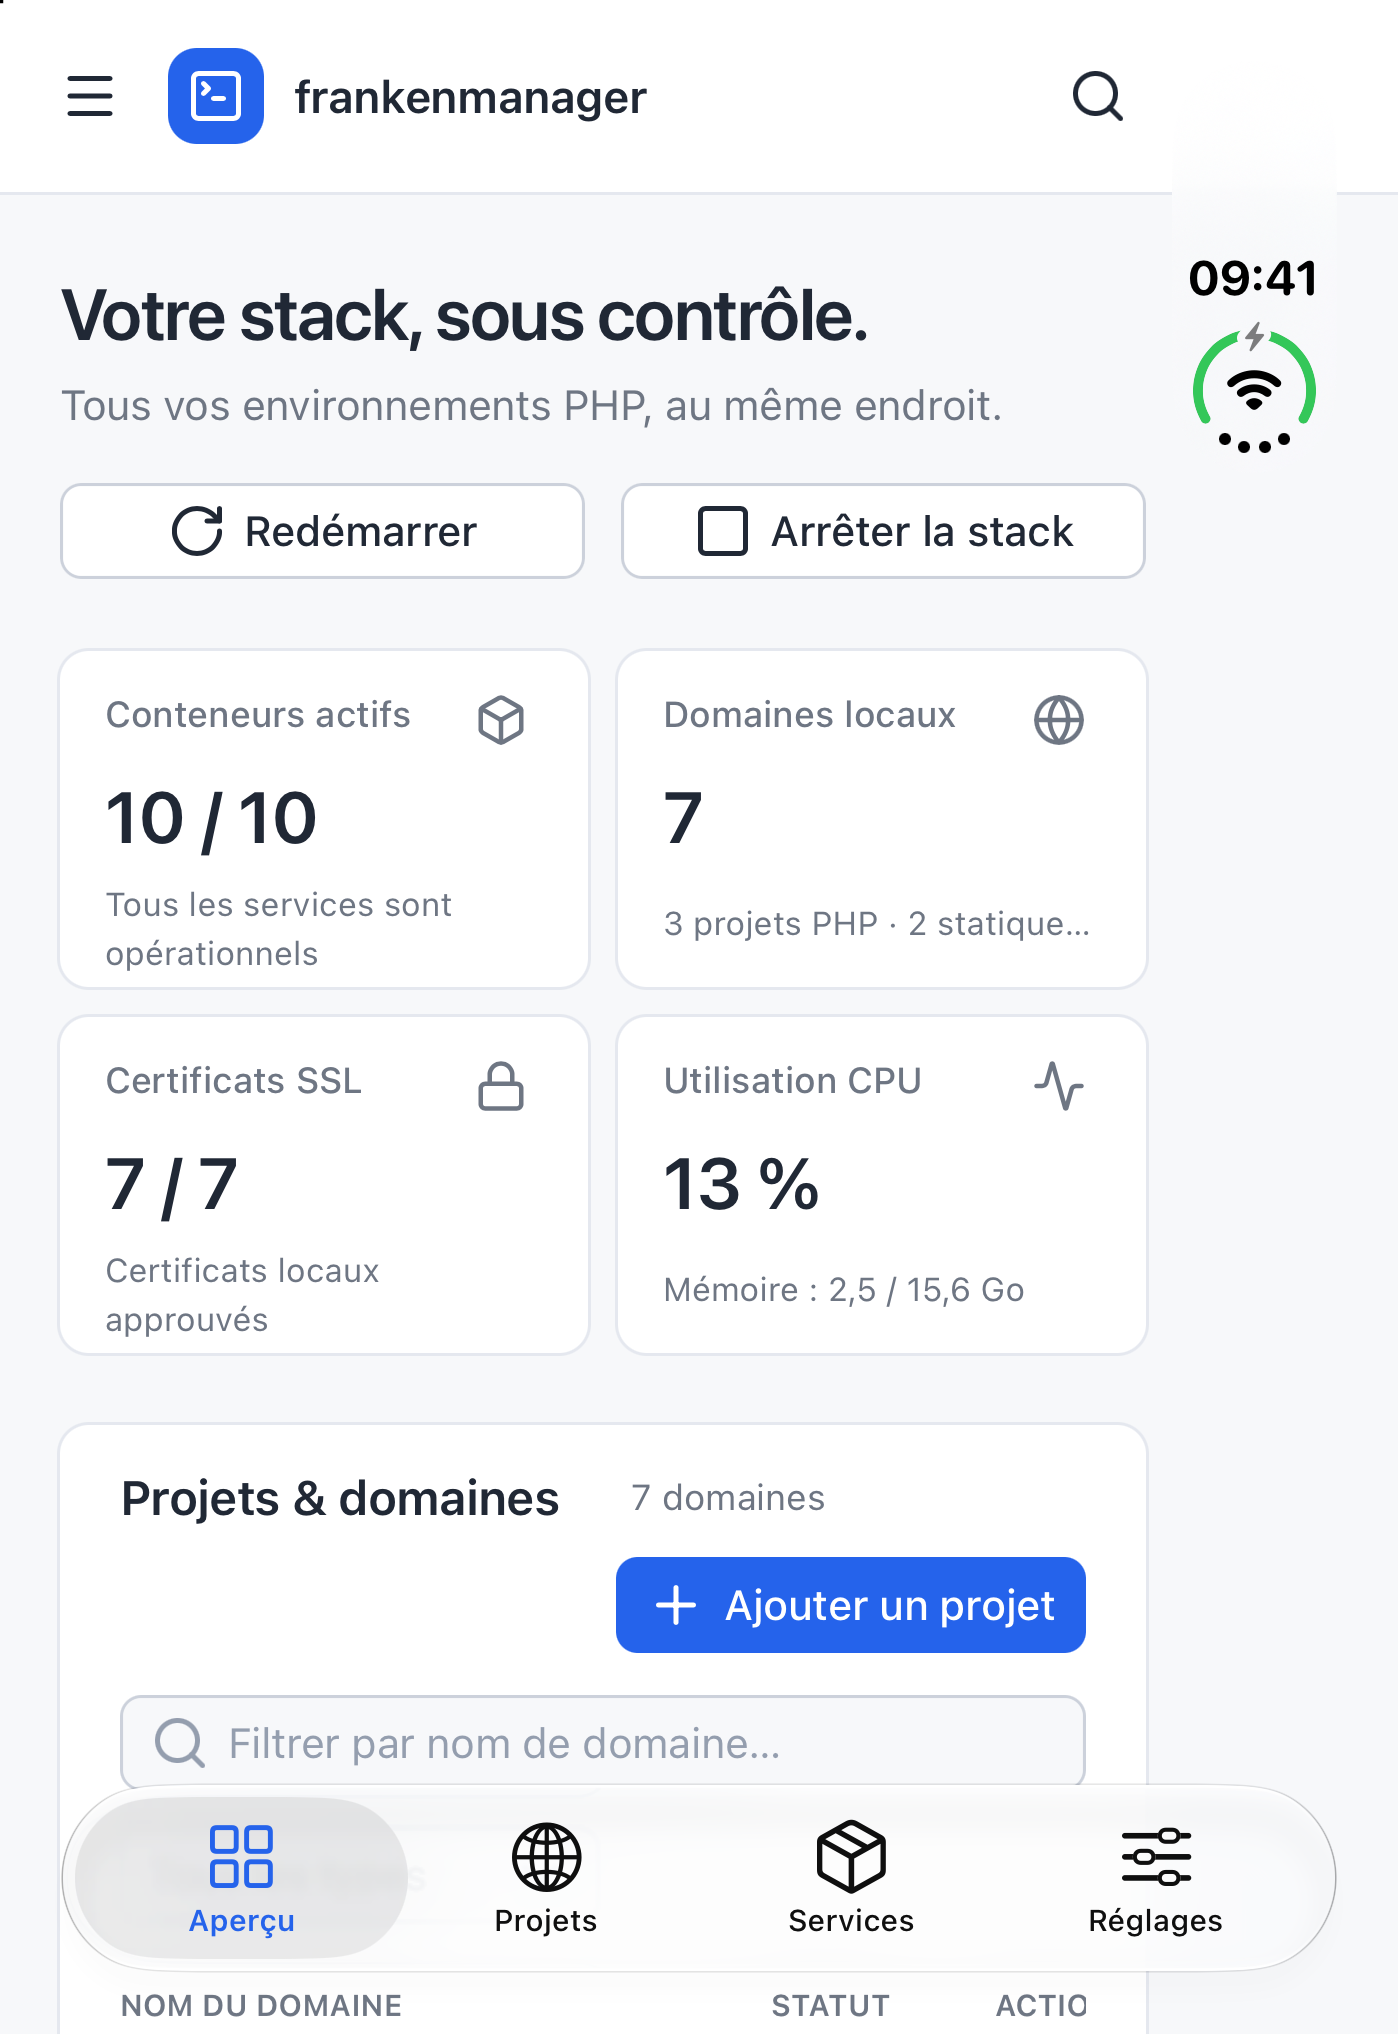 frankenmanager
09:41
Votre stack, sous contrôle.
Tous vos environnements PHP, au même endroit.
Redémarrer
Arrêter la stack
Conteneurs actifs
10 / 10
Tous les services sont
opérationnels
Domaines locaux
7
3 projets PHP · 2 statique...
Certificats SSL
7 / 7
Certificats locaux
approuvés
Utilisation CPU
13 %
Mémoire : 2,5 / 15,6 Go
Projets & domaines
7 domaines
Ajouter un projet
Filtrer par nom de domaine...
Aperçu
Projets
Services
Réglages
NOM DU DOMAINE
STATUT
ACTIO